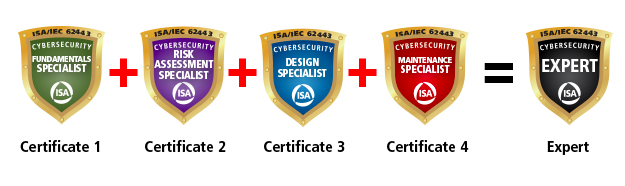 ISA/IEC 62443
CYBERSECURITY
FUNDAMENTALS
SPECIALIST
ISA
Certificate 1
+
ISA/IEC 62443
CYBERSECURITY
RISK
ASSESSMENT
SPECIALIST
ISA
Certificate 2
+
ISA/IEC 62443
CYBERSECURITY
DESIGN
SPECIALIST
ISA
Certificate 3
+
ISA/IEC 62443
CYBERSECURITY
MAINTENANCE
SPECIALIST
ISA
Certificate 4
=
ISA/IEC 62443
CYBERSECURITY
EXPERT
ISA
Expert